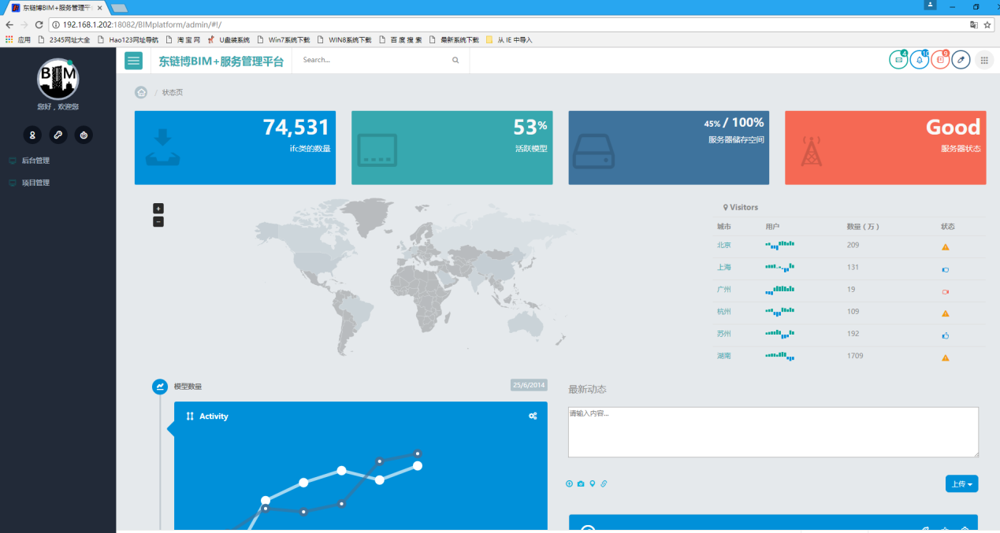 东链博BIM+服务管理平
192.168.1.202:18082/BIMplatform/admin/#!/
应用 2345网址大全 Hao123网址导航 淘 宝 网 U盘装系统 Win7系统下载 WIN8系统下载 百 度 搜 索 最新系统下载 从 IE 中导入
BIM
您好，欢迎您
后台管理
项目管理
东链博BIM+服务管理平台
Search...
4
9
/ 状态页
74,531
ifc类的数量
53%
活跃模型
45% / 100%
服务器储存空间
Good
服务器状态
+
−
Visitors
城市 用户 数量 ( 万 ) 状态
北京 209
上海 131
广州 19
杭州 109
苏州 192
湖南 1709
模型数量
25/6/2014
Activity
最新动态
请输入内容...
上传